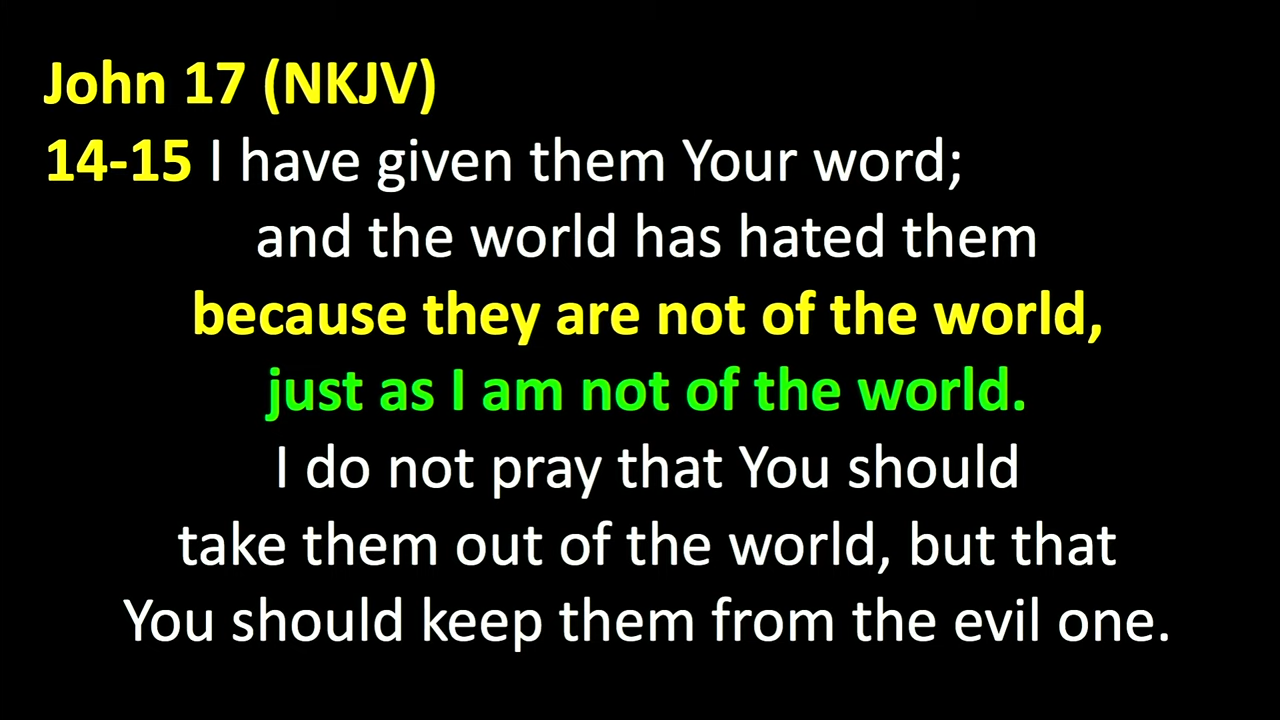 John 17 (NKJV)
14-15 I have given them Your word;
and the world has hated them
because they are not of the world,
just as I am not of the world.
I do not pray that You should
take them out of the world, but that
You should keep them from the evil one.